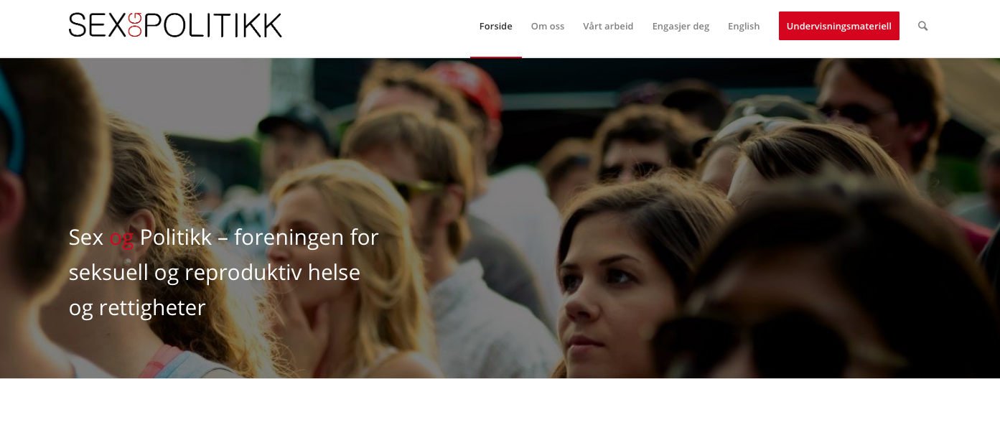 SEX OG POLITIKK
Forside
Om oss
Vårt arbeid
Engasjer deg
English
Undervisningsmateriell
Sex og Politikk – foreningen for
seksuell og reproduktiv helse
og rettigheter